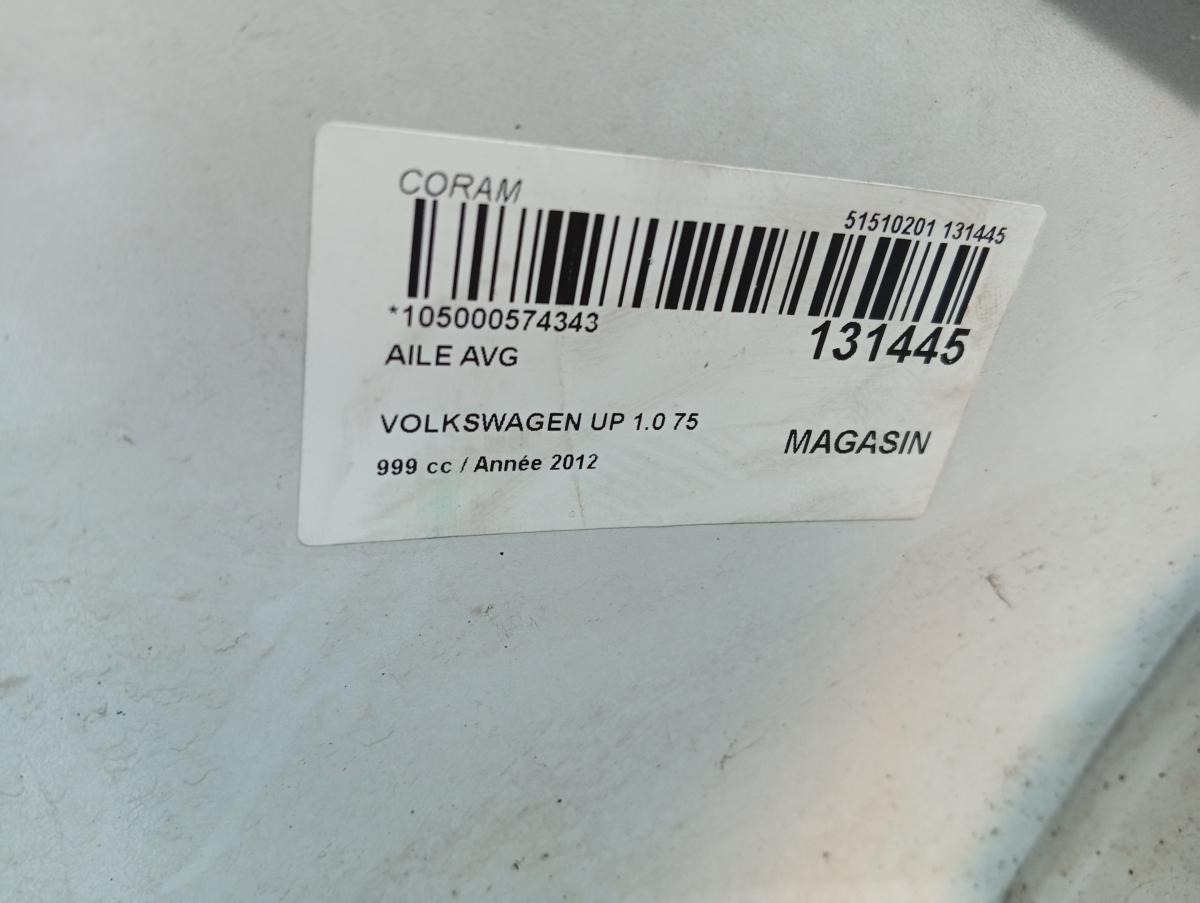 CORAM
51510201 131445
*105000574343
131445
AILE AVG
VOLKSWAGEN UP 1.0 75
MAGASIN
999 cc / Année 2012